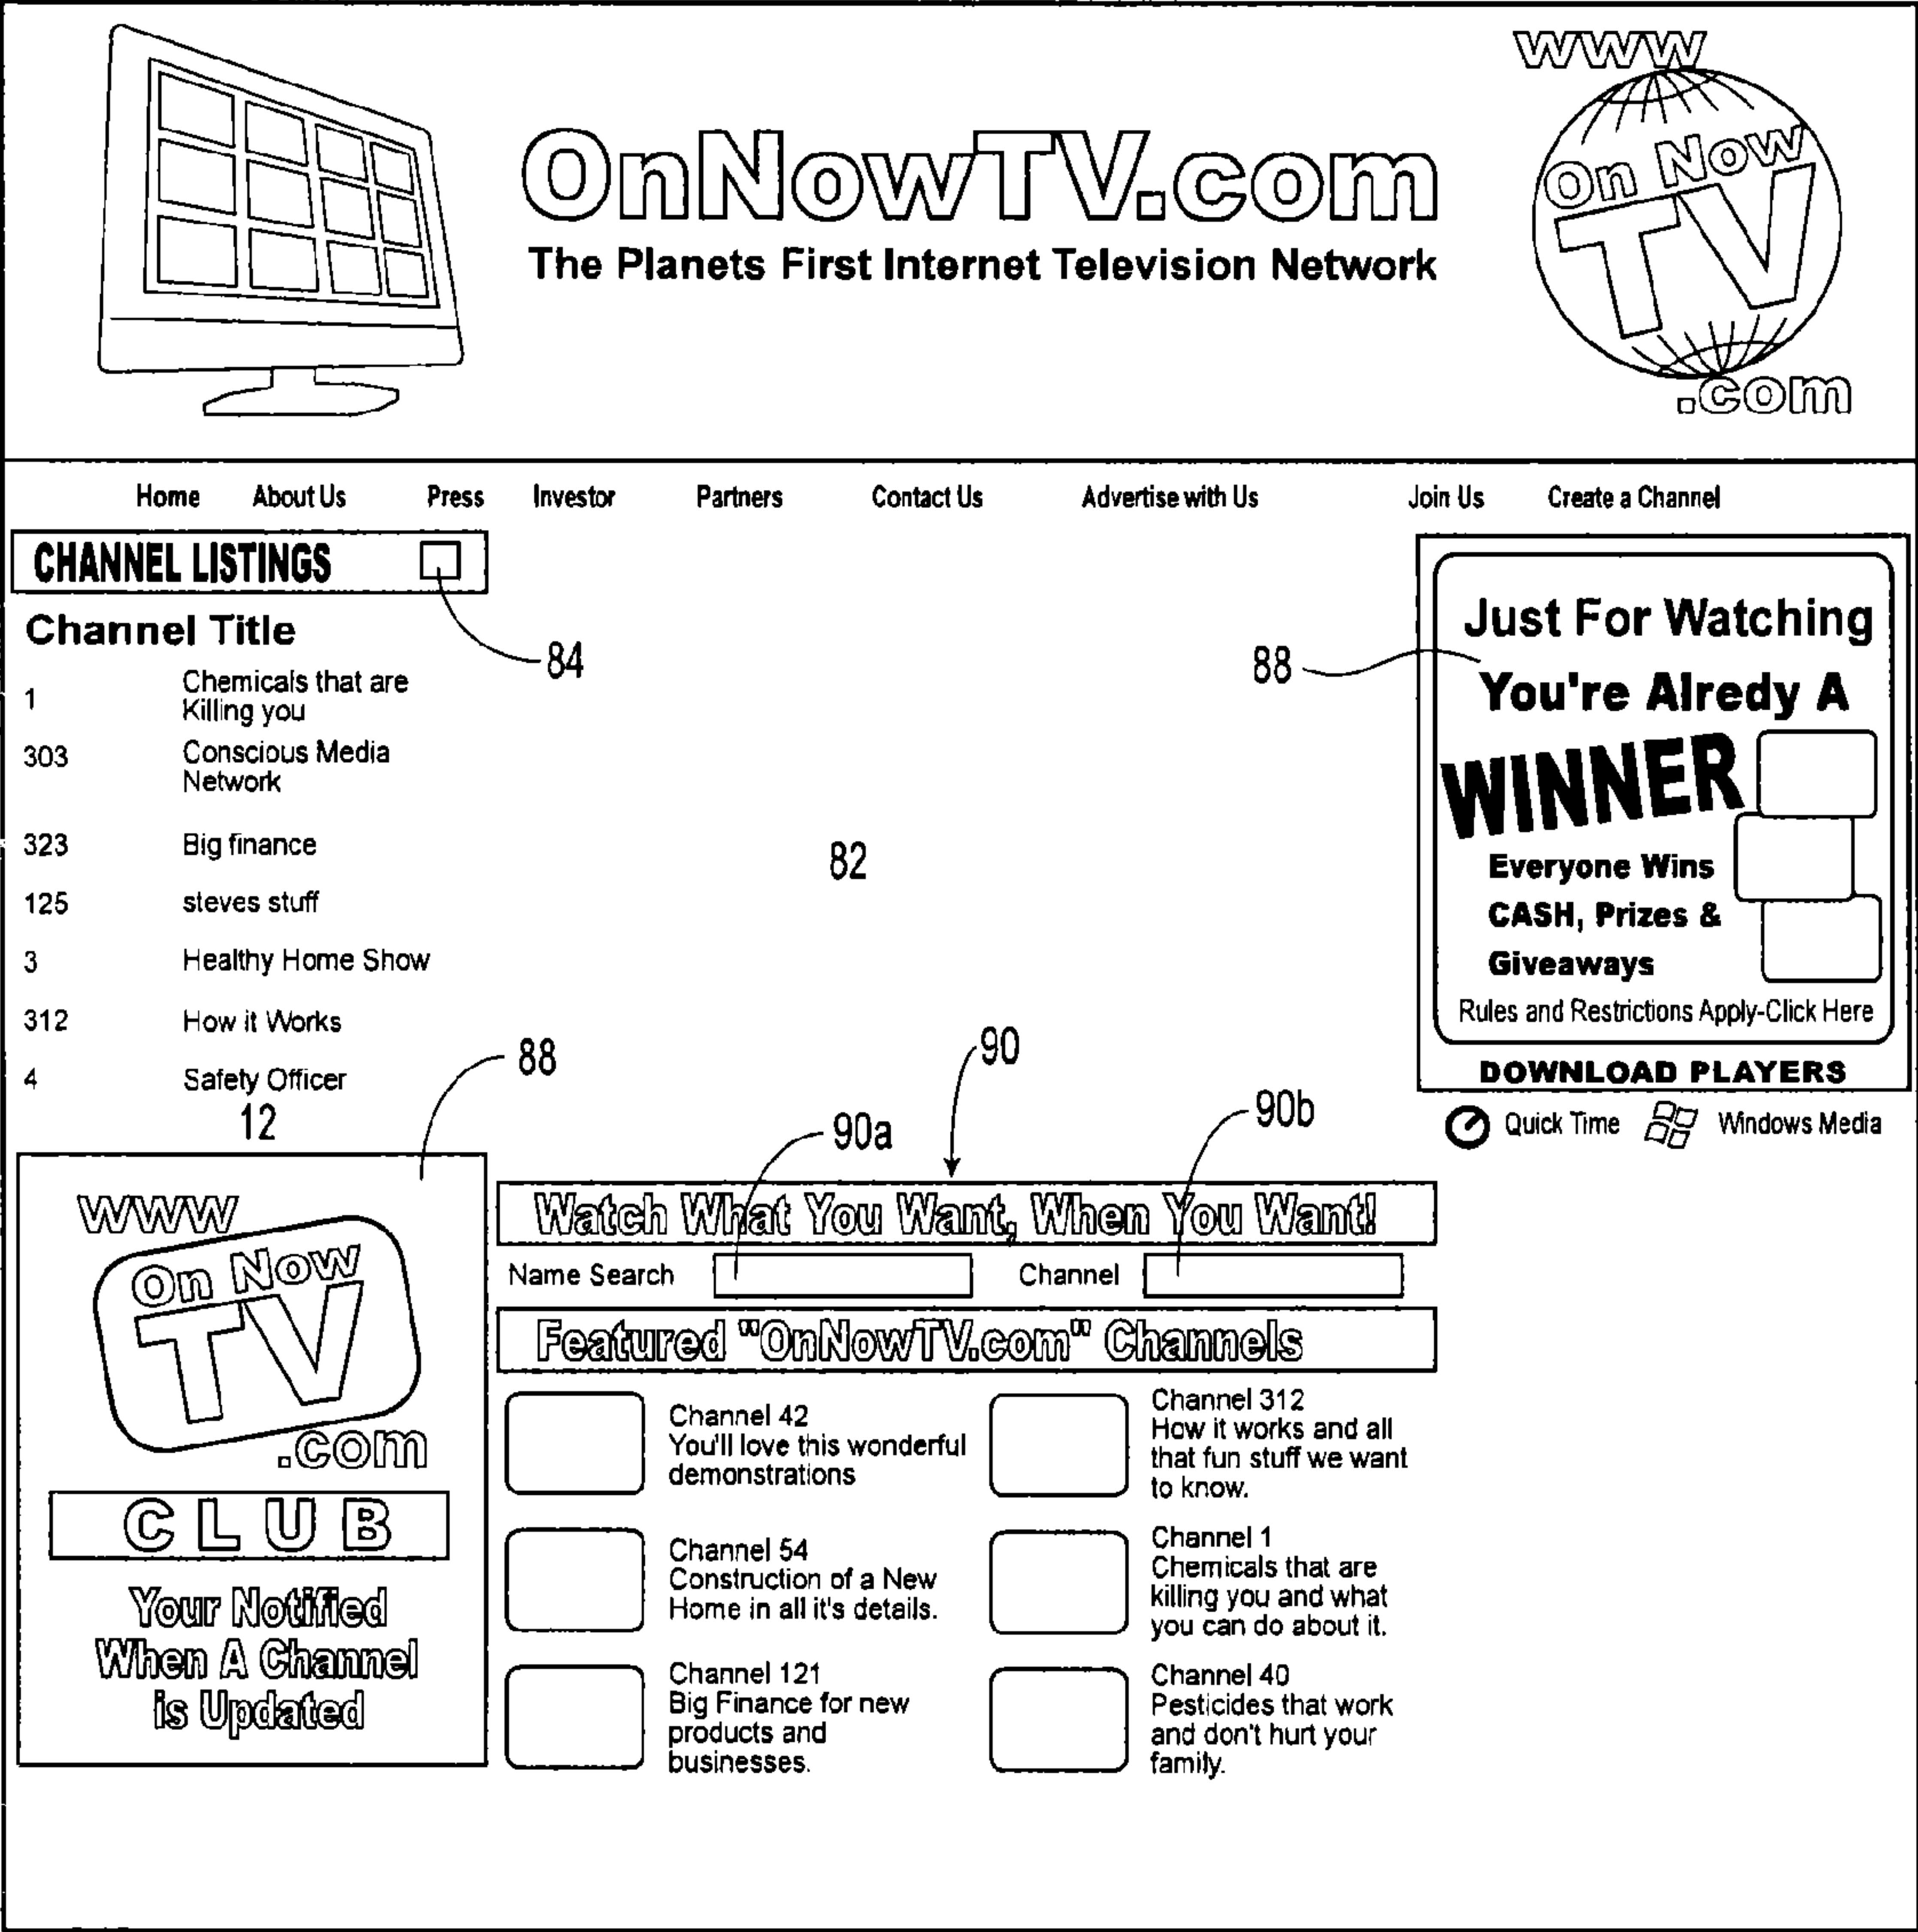 www
On Now
TV
.com
OnNowTV.com
The Planets First Internet Television Network
Home About Us Press Investor Partners Contact Us Advertise with Us Join Us Create a Channel
CHANNEL LISTINGS
84
Channel Title
1 Chemicals that are
Killing you
303 Conscious Media
Network
323 Big finance
125 steves stuff
3 Healthy Home Show
312 How it Works
4 Safety Officer
12
82
88
Just For Watching
You're Alredy A
WINNER
Everyone Wins
CASH, Prizes &
Giveaways
Rules and Restrictions Apply-Click Here
DOWNLOAD PLAYERS
Quick Time Windows Media
88
www
On Now
TV
.com
CLUB
Your Notified
When A Channel
is Updated
90
90a
90b
Watch What You Want, When You Want!
Name Search Channel
Featured "OnNowTV.com" Channels
Channel 42
You'll love this wonderful
demonstrations
Channel 312
How it works and all
that fun stuff we want
to know.
Channel 54
Construction of a New
Home in all it's details.
Channel 1
Chemicals that are
killing you and what
you can do about it.
Channel 121
Big Finance for new
products and
businesses.
Channel 40
Pesticides that work
and don't hurt your
family.